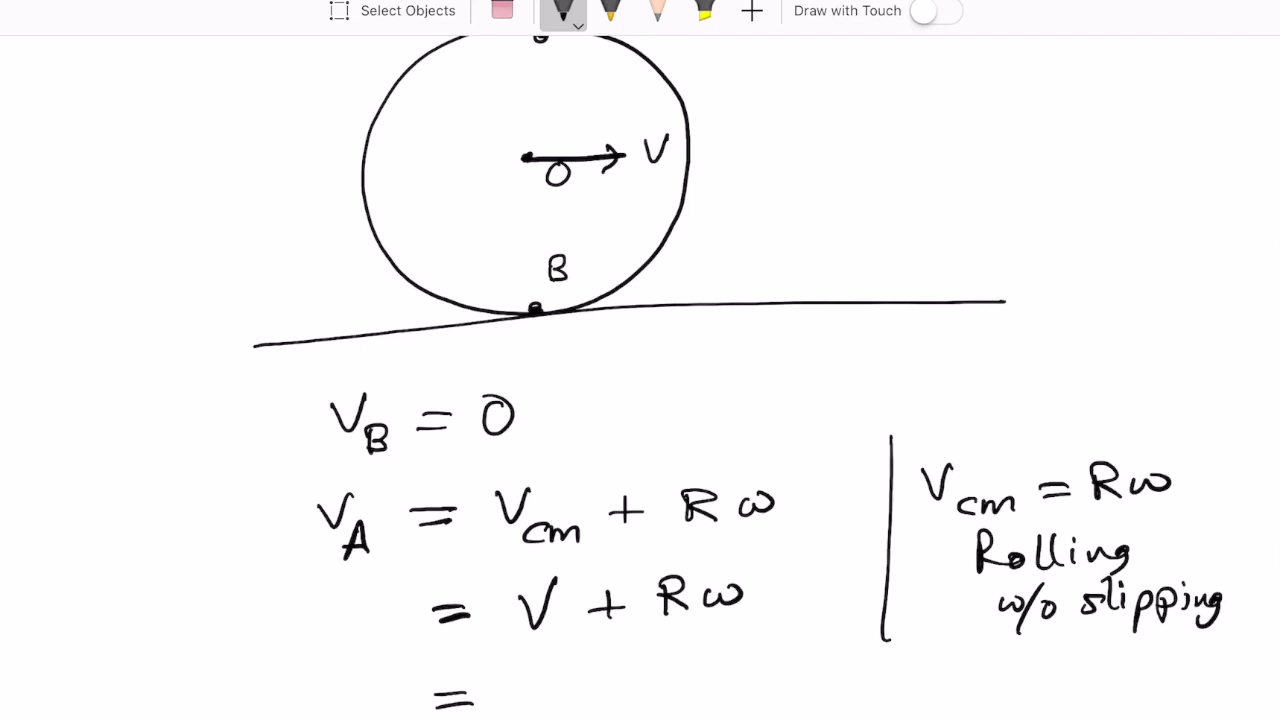 Select Objects
Draw with Touch
V
O
B
V_B = 0
V_A = V_cm + Rω
= V + Rω
=
V_cm = Rω
Rolling
w/o slipping